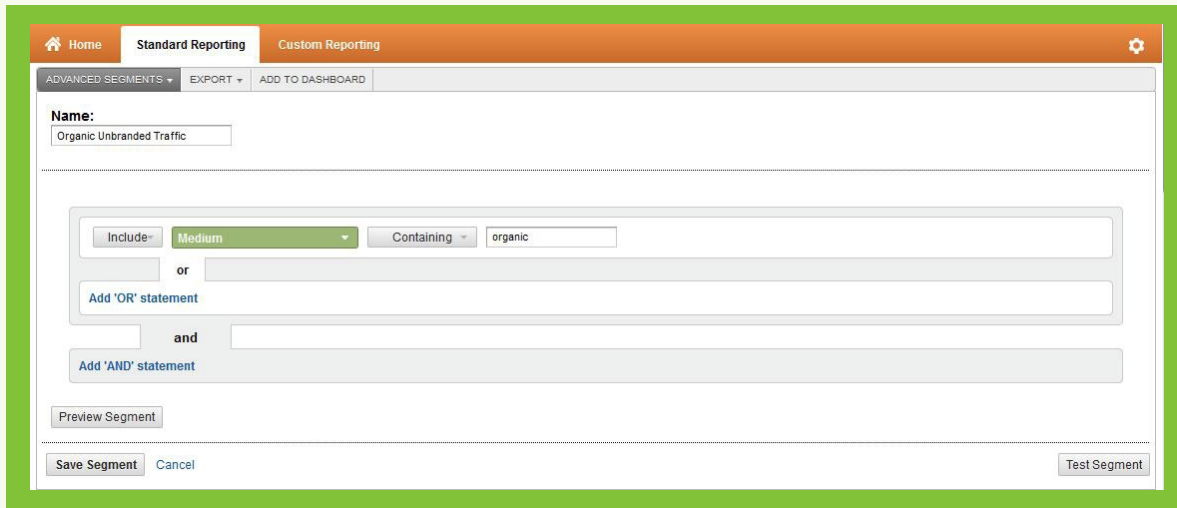 Home Standard Reporting Custom Reporting
ADVANCED SEGMENTS EXPORT ADD TO DASHBOARD
Name:
Organic Unbranded Traffic
Include Medium Containing organic
or
Add 'OR' statement
and
Add 'AND' statement
Preview Segment
Save Segment Cancel Test Segment